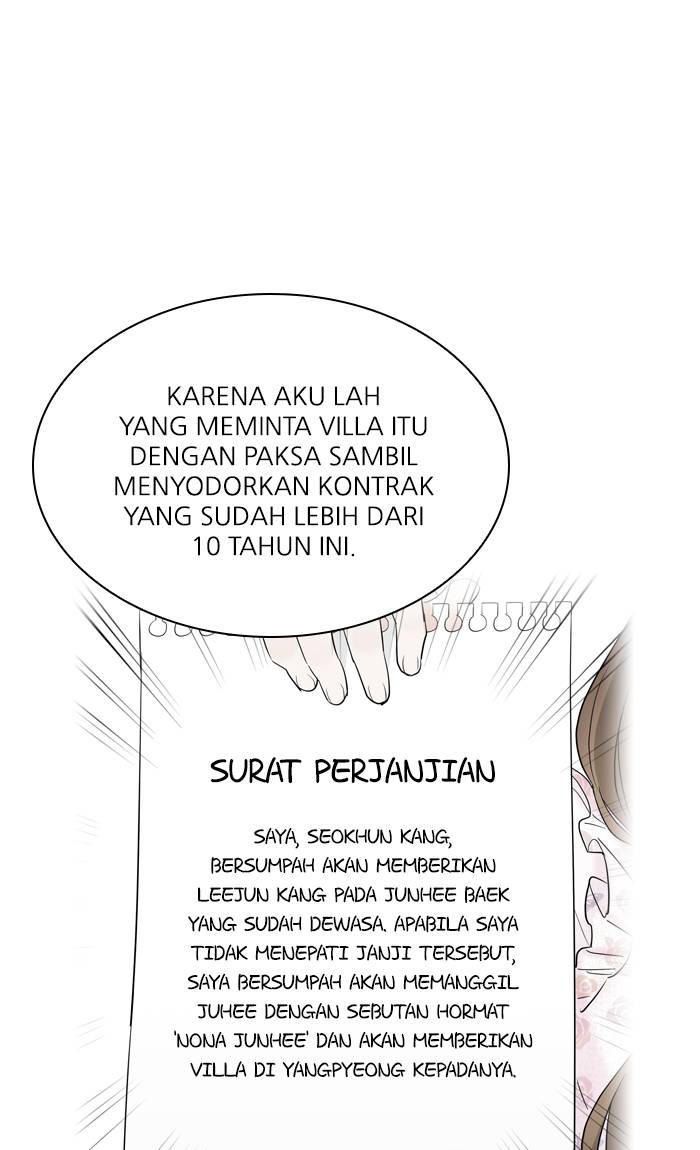 KARENA AKU LAH
YANG MEMINTA VILLA ITU
DENGAN PAKSA SAMBIL
MENYODORKAN KONTRAK
YANG SUDAH LEBIH DARI
10 TAHUN INI.
SURAT PERJANJIAN
SAYA, SEOKHUN KANG,
BERSUMPAH AKAN MEMBERIKAN
LEEJUN KANG PADA JUNHEE BAEK
YANG SUDAH DEWASA. APABILA SAYA
TIDAK MENEPATI JANJI TERSEBUT,
SAYA BERSUMPAH AKAN MEMANGGIL
JUHEE DENGAN SEBUTAN HORMAT
'NONA JUNHEE' DAN AKAN MEMBERIKAN
VILLA DI YANGPYEONG KEPADANYA.